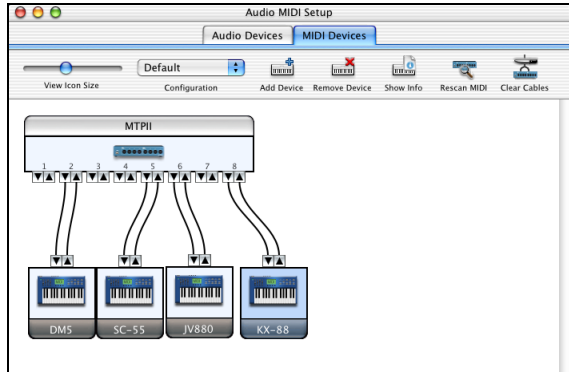 Audio MIDI Setup
Audio Devices MIDI Devices
Default
View Icon Size Configuration Add Device Remove Device Show Info Rescan MIDI Clear Cables
MTPII
1 2 3 4 5 6 7 8
DM5 SC-55 JV880 KX-88